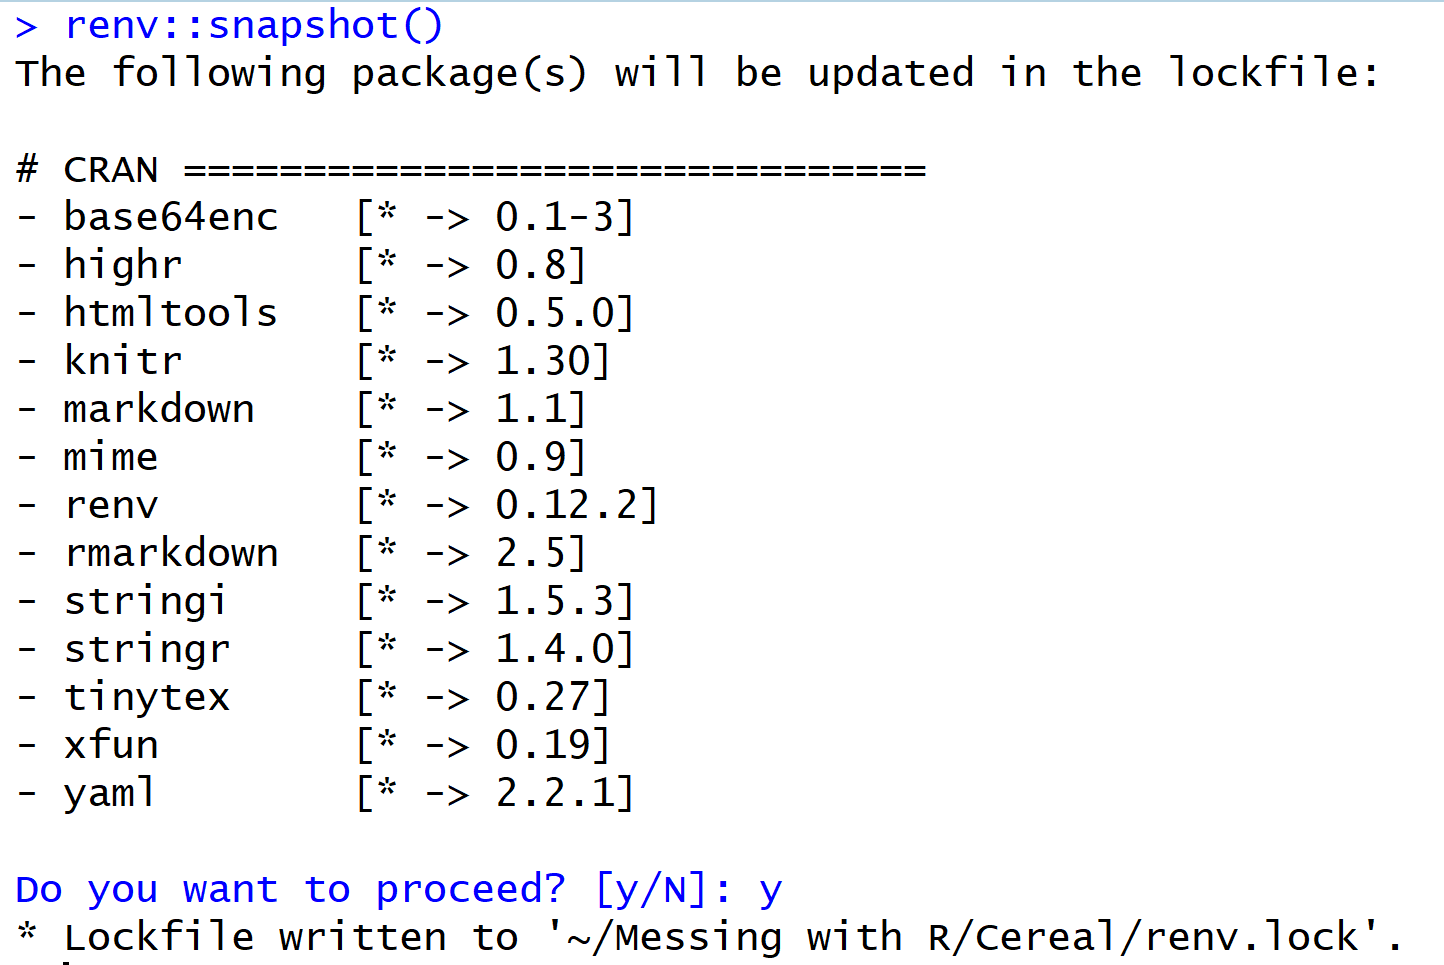 > renv::snapshot()
The following package(s) will be updated in the lockfile:
# CRAN ===============================
- base64enc   [* -> 0.1-3]
- highr       [* -> 0.8]
- htmltools   [* -> 0.5.0]
- knitr       [* -> 1.30]
- markdown    [* -> 1.1]
- mime        [* -> 0.9]
- renv        [* -> 0.12.2]
- rmarkdown   [* -> 2.5]
- stringi     [* -> 1.5.3]
- stringr     [* -> 1.4.0]
- tinytex     [* -> 0.27]
- xfun        [* -> 0.19]
- yaml        [* -> 2.2.1]
Do you want to proceed? [y/N]: y
* Lockfile written to '~/Messing with R/Cereal/renv.lock'.